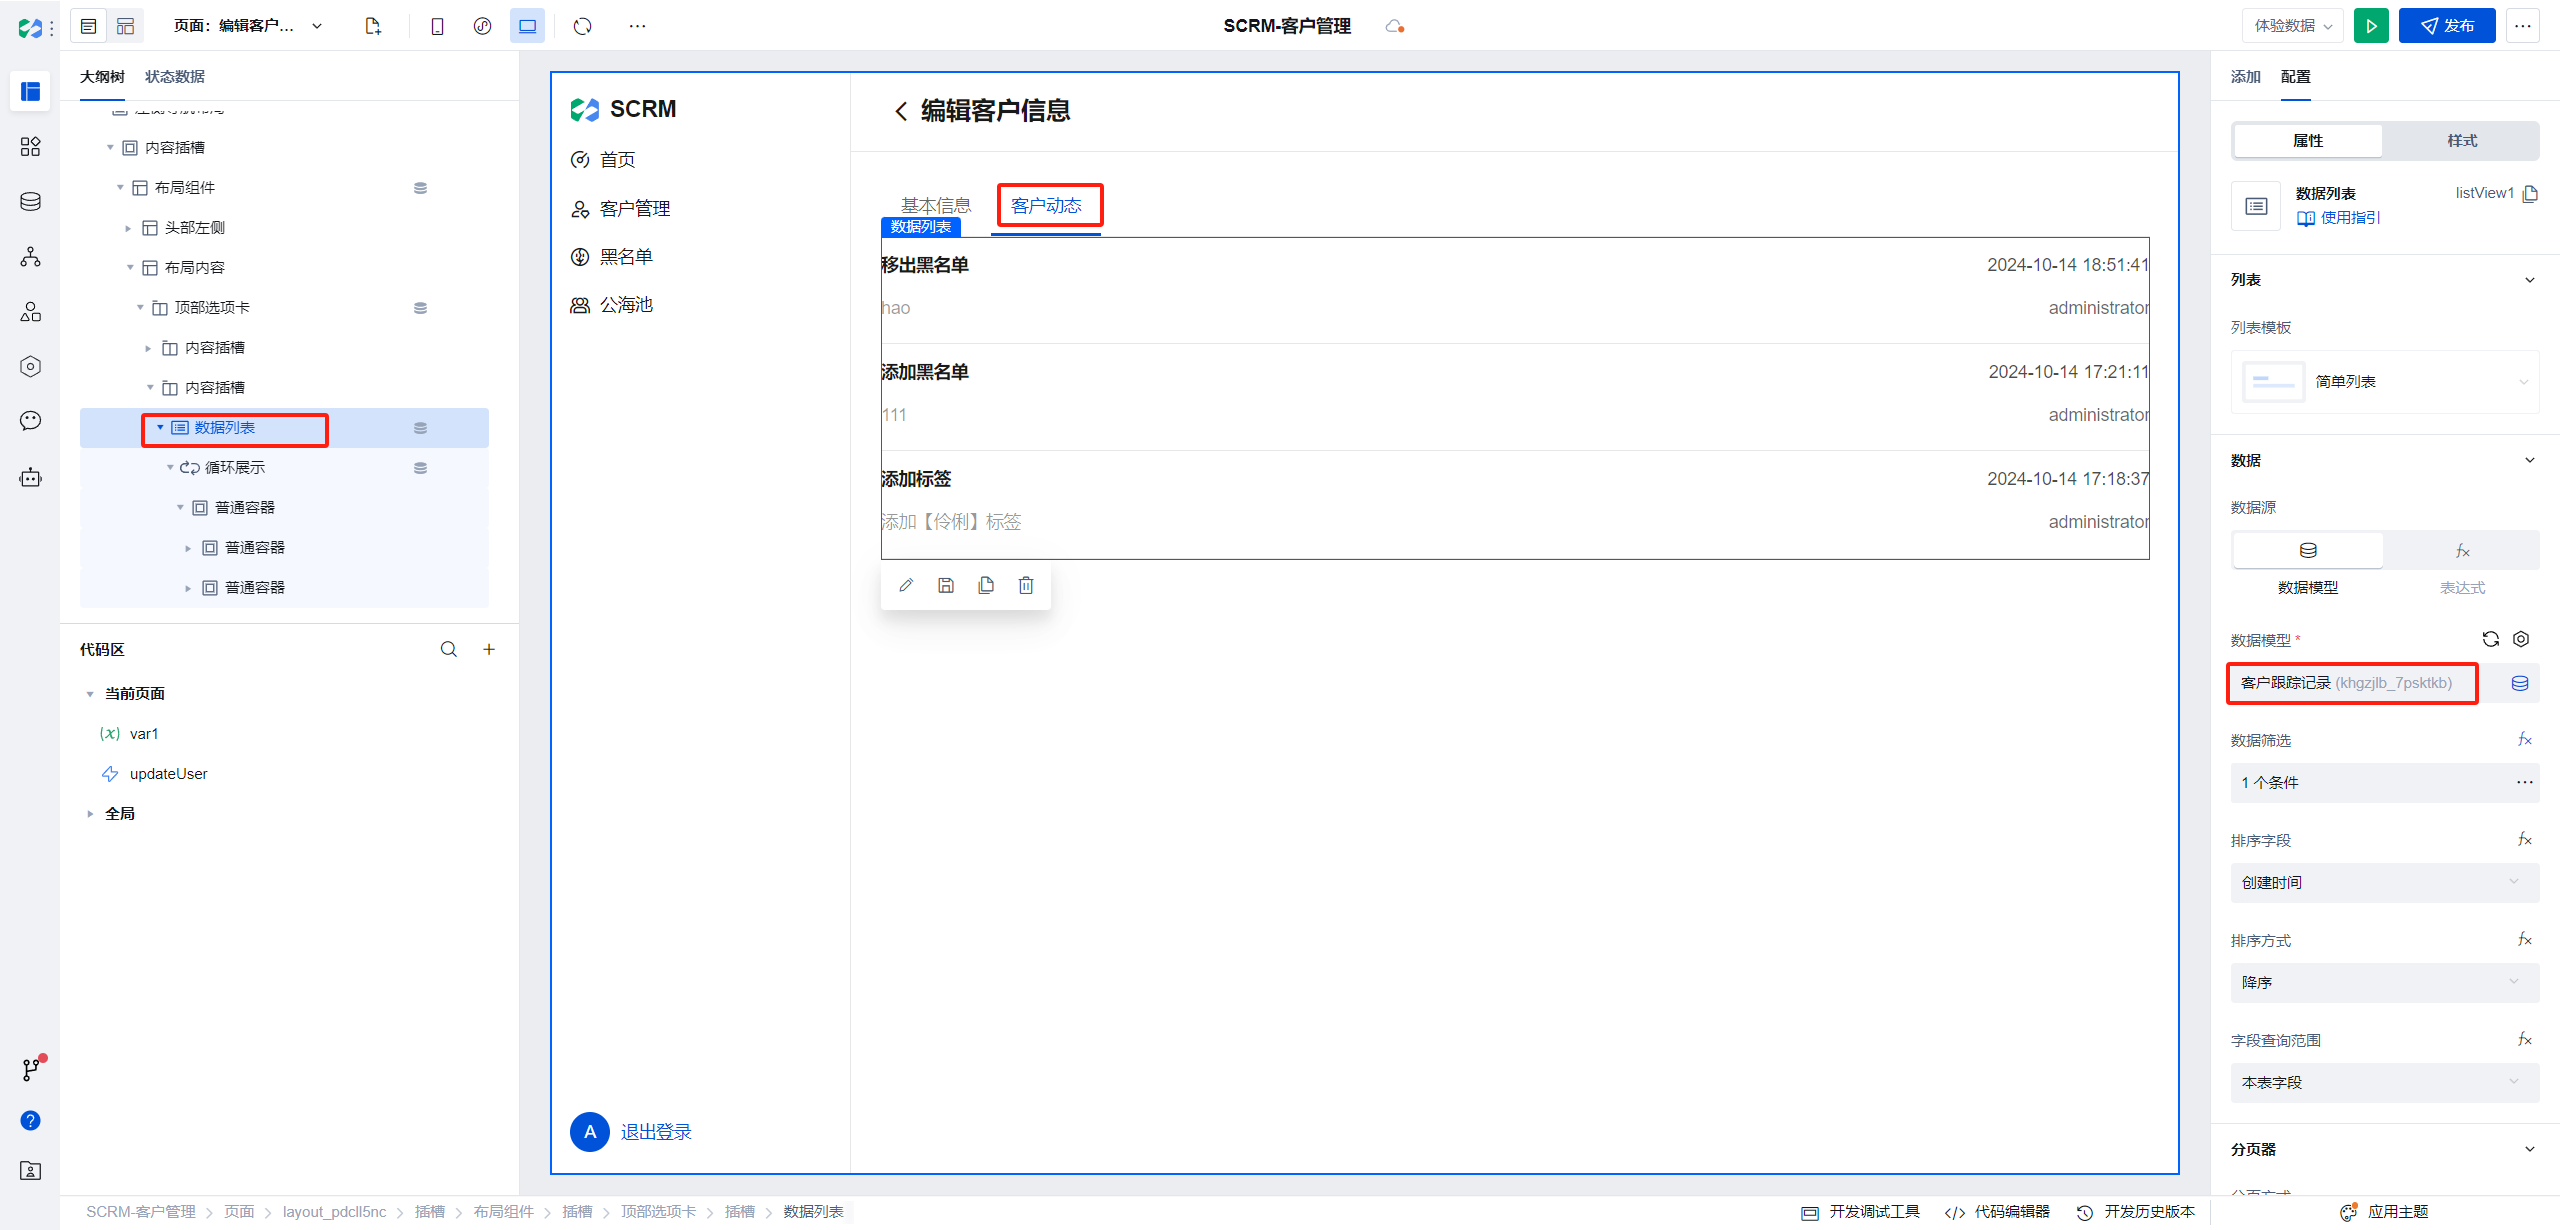 页面：编辑客户...
SCRM-客户管理
体验数据
发布
大纲树
状态数据
内容插槽
布局组件
头部左侧
布局内容
顶部选项卡
内容插槽
内容插槽
数据列表
循环展示
普通容器
普通容器
普通容器
代码区
当前页面
(x) var1
updateUser
全局
SCRM
首页
客户管理
黑名单
公海池
A 退出登录
编辑客户信息
基本信息
客户动态
数据列表
移出黑名单 2024-10-14 18:51:41
hao administrator
添加黑名单 2024-10-14 17:21:11
111 administrator
添加标签 2024-10-14 17:18:37
添加【伶俐】标签 administrator
添加 配置
属性 样式
数据列表 listView1
使用指引
列表
列表模板
简单列表
数据
数据源
fx
数据模型 表达式
数据模型 *
客户跟踪记录 (khgzjlb_7psktkb)
数据筛选 fx
1 个条件
排序字段 fx
创建时间
排序方式 fx
降序
字段查询范围 fx
本表字段
分页器
SCRM-客户管理 > 页面 > layout_pdcll5nc > 插槽 > 布局组件 > 插槽 > 顶部选项卡 > 插槽 > 数据列表
开发调试工具
代码编辑器
开发历史版本
应用主题